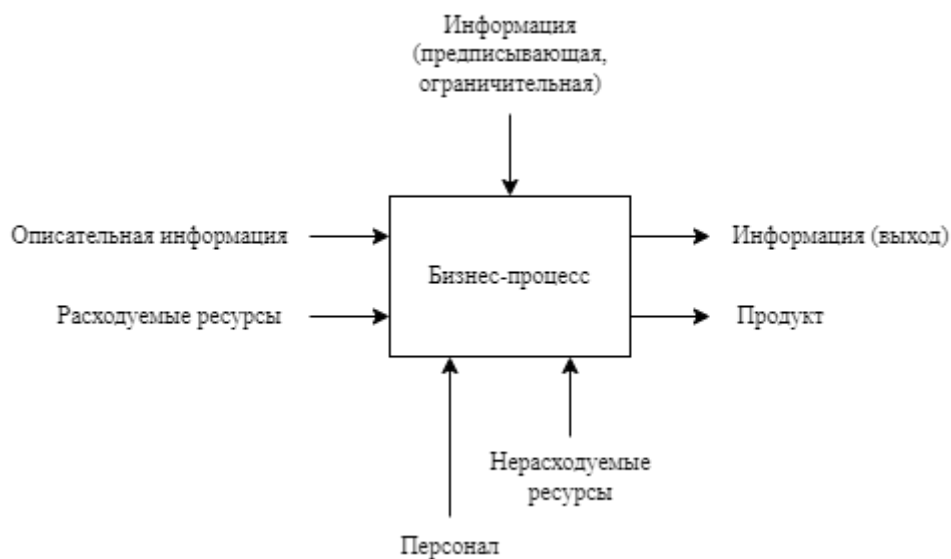 Информация
(предписывающая,
ограничительная)
Описательная информация
Информация (выход)
Бизнес-процесс
Расходуемые ресурсы
Продукт
Нерасходуемые
ресурсы
Персонал